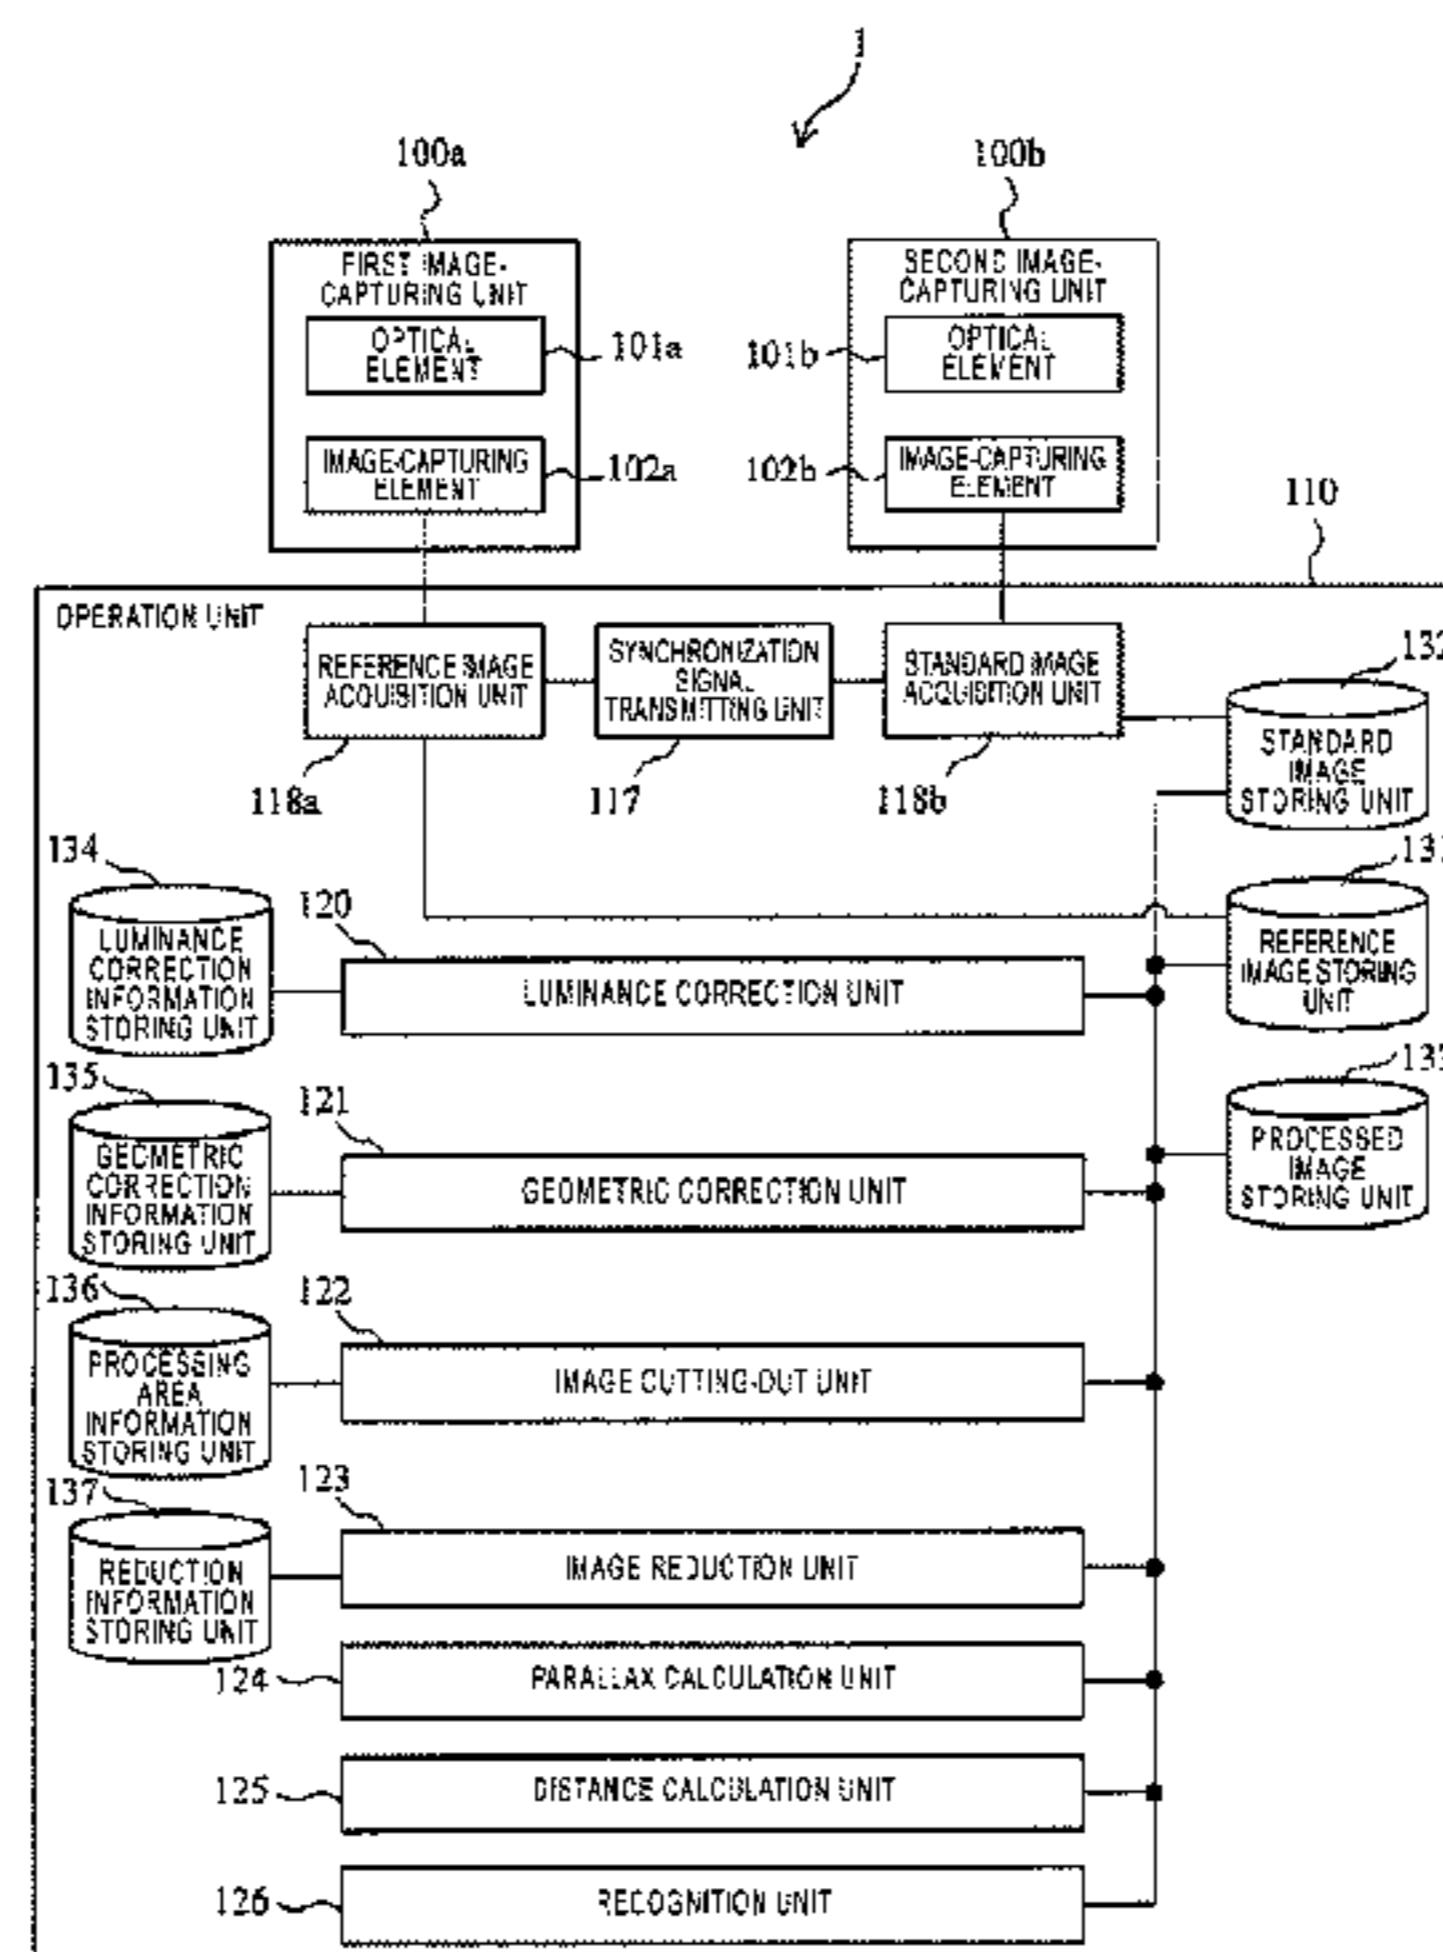 1
100a
100b
FIRST IMAGE-
CAPTURING UNIT
SECOND IMAGE-
CAPTURING UNIT
OPTICAL
ELEMENT
101a
101b
OPTICAL
ELEMENT
IMAGE-CAPTURING
ELEMENT
102a
102b
IMAGE-CAPTURING
ELEMENT
110
OPERATION UNIT
REFERENCE IMAGE
ACQUISITION UNIT
SYNCHRONIZATION
SIGNAL
TRANSMITTING UNIT
STANDARD IMAGE
ACQUISITION UNIT
132
STANDARD
IMAGE
STORING UNIT
118a
117
118b
134
LUMINANCE
CORRECTION
INFORMATION
STORING UNIT
120
LUMINANCE CORRECTION UNIT
131
REFERENCE
IMAGE STORING
UNIT
135
GEOMETRIC
CORRECTION
INFORMATION
STORING UNIT
121
GEOMETRIC CORRECTION UNIT
133
PROCESSED
IMAGE
STORING UNIT
136
PROCESSING
AREA
INFORMATION
STORING UNIT
122
IMAGE CUTTING-OUT UNIT
137
REDUCTION
INFORMATION
STORING UNIT
123
IMAGE REDUCTION UNIT
124
PARALLAX CALCULATION UNIT
125
DISTANCE CALCULATION UNIT
126
RECOGNITION UNIT